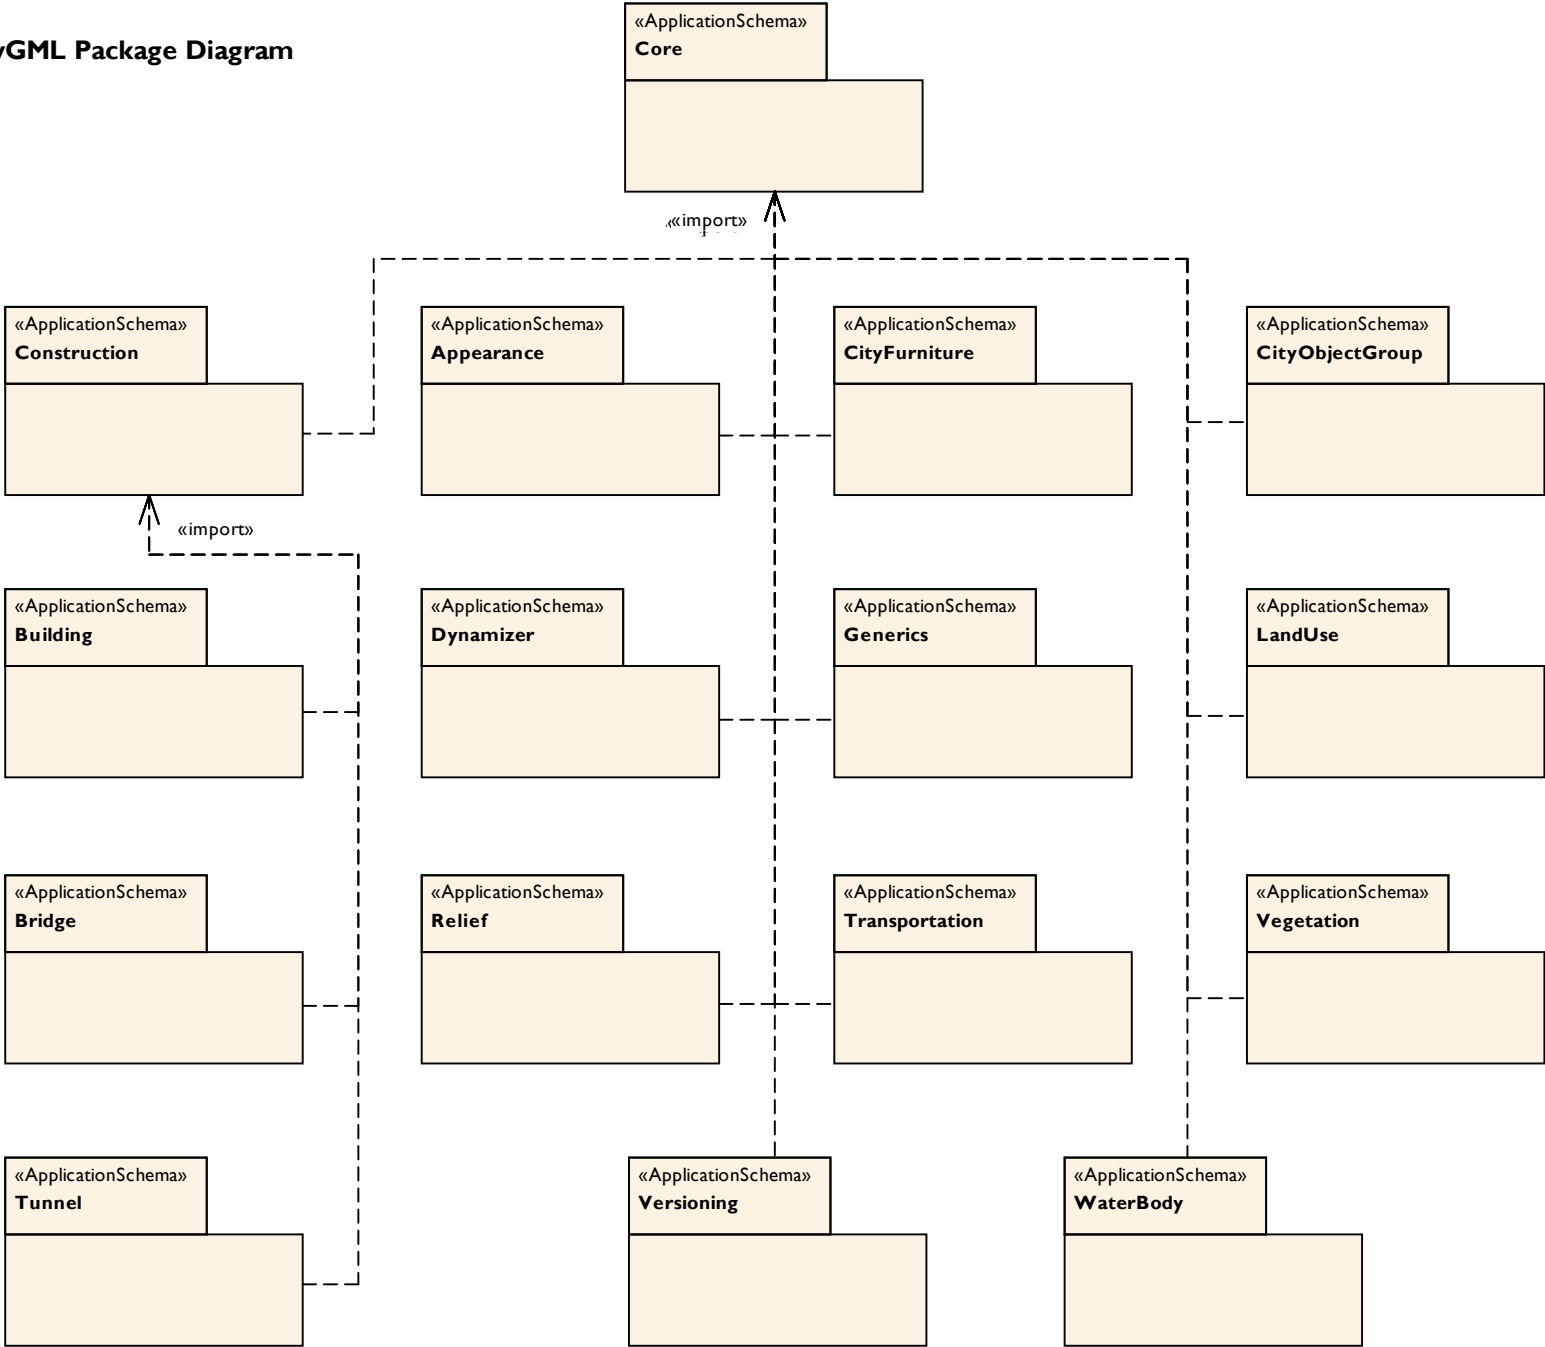 «ApplicationSchema»
Core
yGML Package Diagram
«import»
«ApplicationSchema»
Construction
«ApplicationSchema»
Appearance
«ApplicationSchema»
CityFurniture
«ApplicationSchema»
CityObjectGroup
«import»
«ApplicationSchema»
Building
«ApplicationSchema»
Dynamizer
«ApplicationSchema»
Generics
«ApplicationSchema»
LandUse
«ApplicationSchema»
Bridge
«ApplicationSchema»
Relief
«ApplicationSchema»
Transportation
«ApplicationSchema»
Vegetation
«ApplicationSchema»
Tunnel
«ApplicationSchema»
Versioning
«ApplicationSchema»
WaterBody